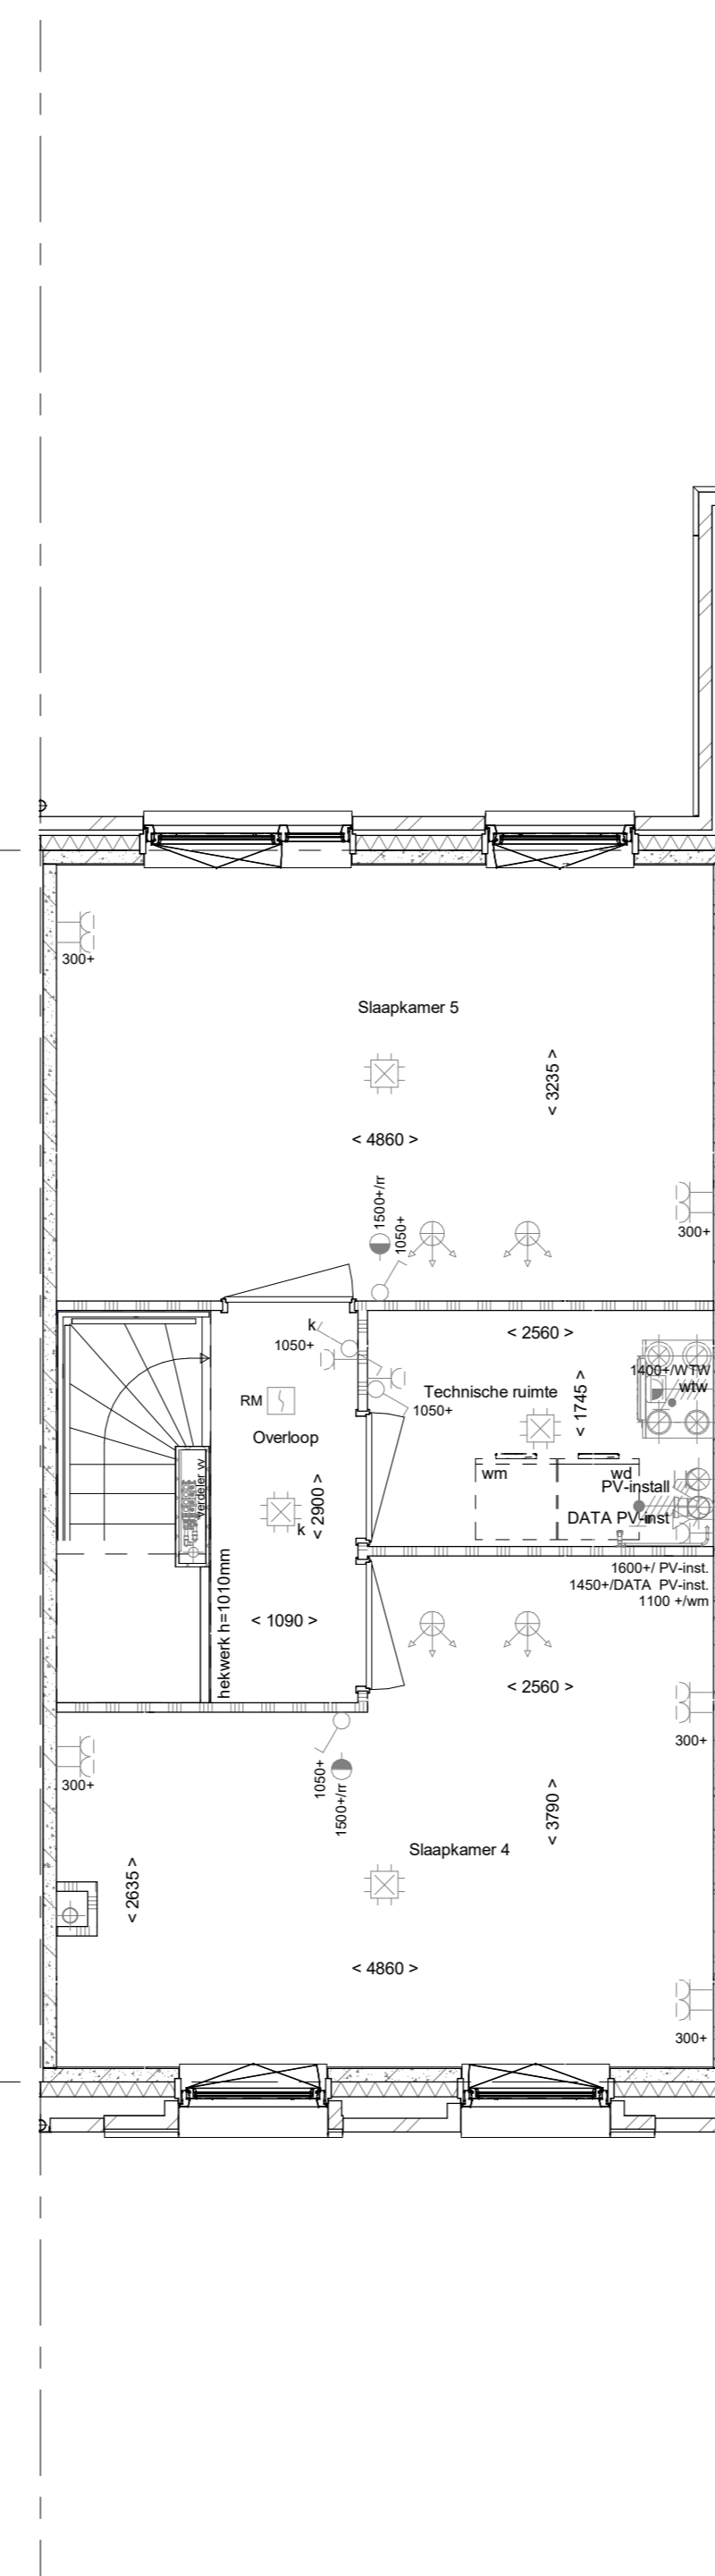 300+
Slaapkamer 5
< 3235 >
< 4860 >
1500+/rr
1050+
300+
k
1050+
< 2560 >
1400+/WTW
wtw
Technische ruimte
< 1745 >
RM
1050+
Overloop
verdeler vv
wm
wd
PV-install
DATA PV-inst
k
< 2900 >
1600+/ PV-inst.
1450+/DATA PV-inst.
1100 +/wm
hekwerk h=1010mm
< 1090 >
< 2560 >
300+
300+
1050+
1500+/rr
< 3790 >
Slaapkamer 4
< 2635 >
< 4860 >
300+